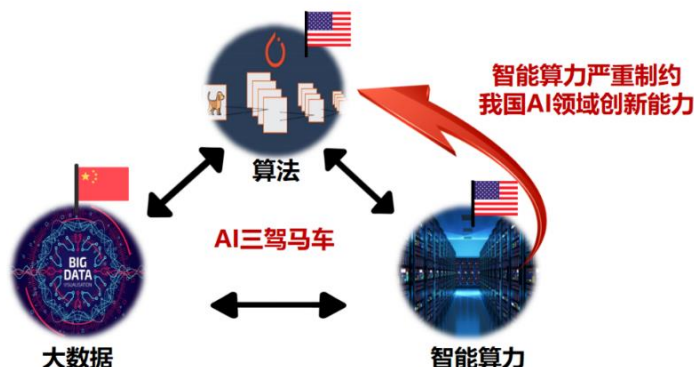 智能算力严重制约
我国AI领域创新能力
算法
AI三驾马车
BIG
DATA
VISUALISATION
大数据
智能算力